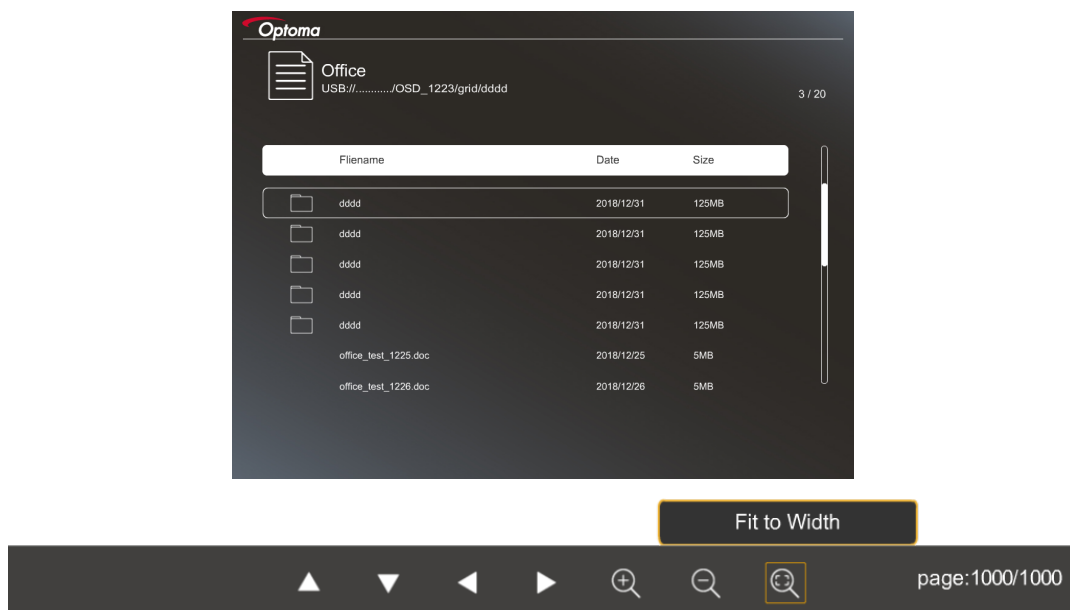 Optoma
Office
USB://.........../OSD_1223/grid/dddd
3 / 20
Fliename Date Size
dddd 2018/12/31 125MB
dddd 2018/12/31 125MB
dddd 2018/12/31 125MB
dddd 2018/12/31 125MB
dddd 2018/12/31 125MB
office_test_1225.doc 2018/12/25 5MB
office_test_1226.doc 2018/12/26 5MB
Fit to Width
page:1000/1000